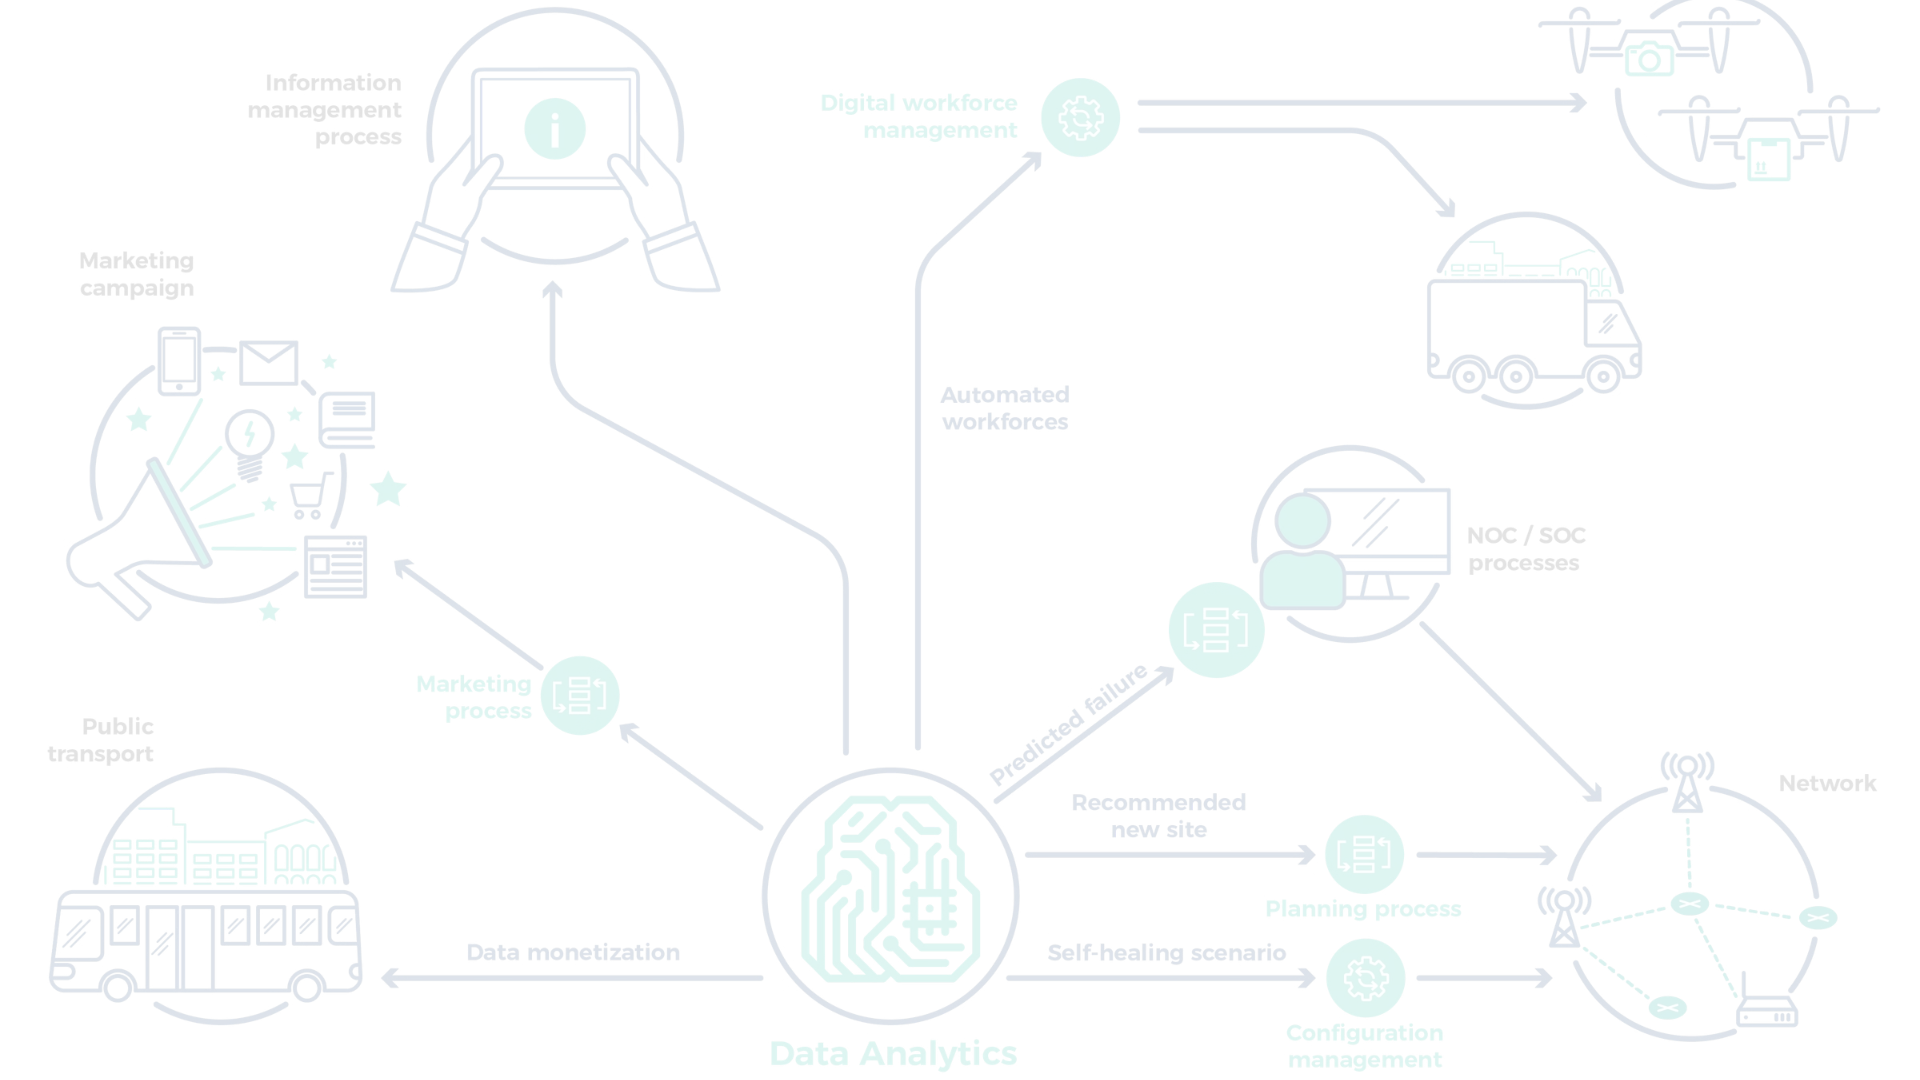 Information
management
process
Digital workforce
management
Marketing
campaign
Automated
workforces
NOC / SOC
processes
Marketing
process
Predicted failure
Public
transport
Network
Recommended
new site
Planning process
Data monetization
Self-healing scenario
Data Analytics
Configuration
management